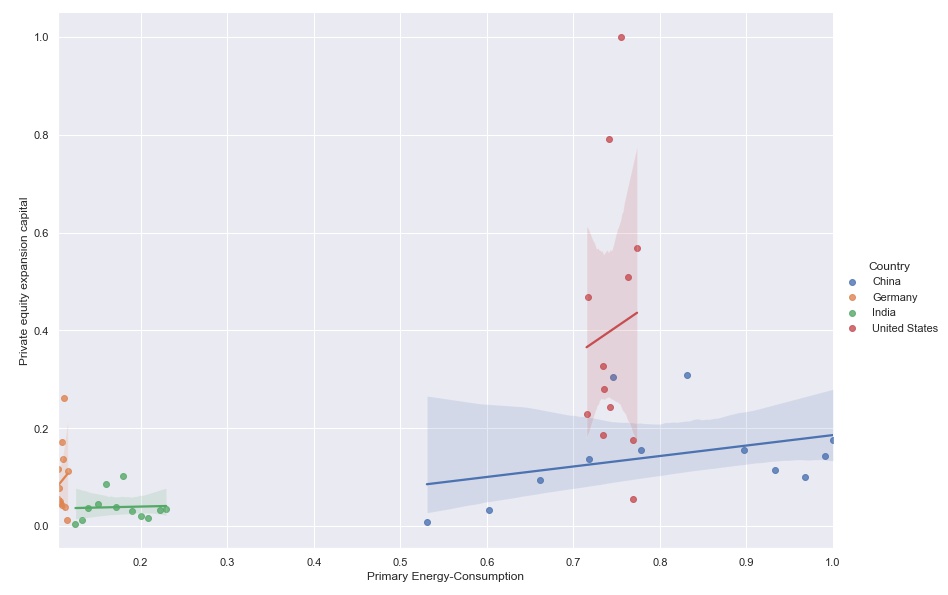 1.0
0.8
0.6
0.4
0.2
0.0
Private equity expansion capital
0.2 0.3 0.4 0.5 0.6 0.7 0.8 0.9 1.0
Primary Energy-Consumption
Country
China
Germany
India
United States